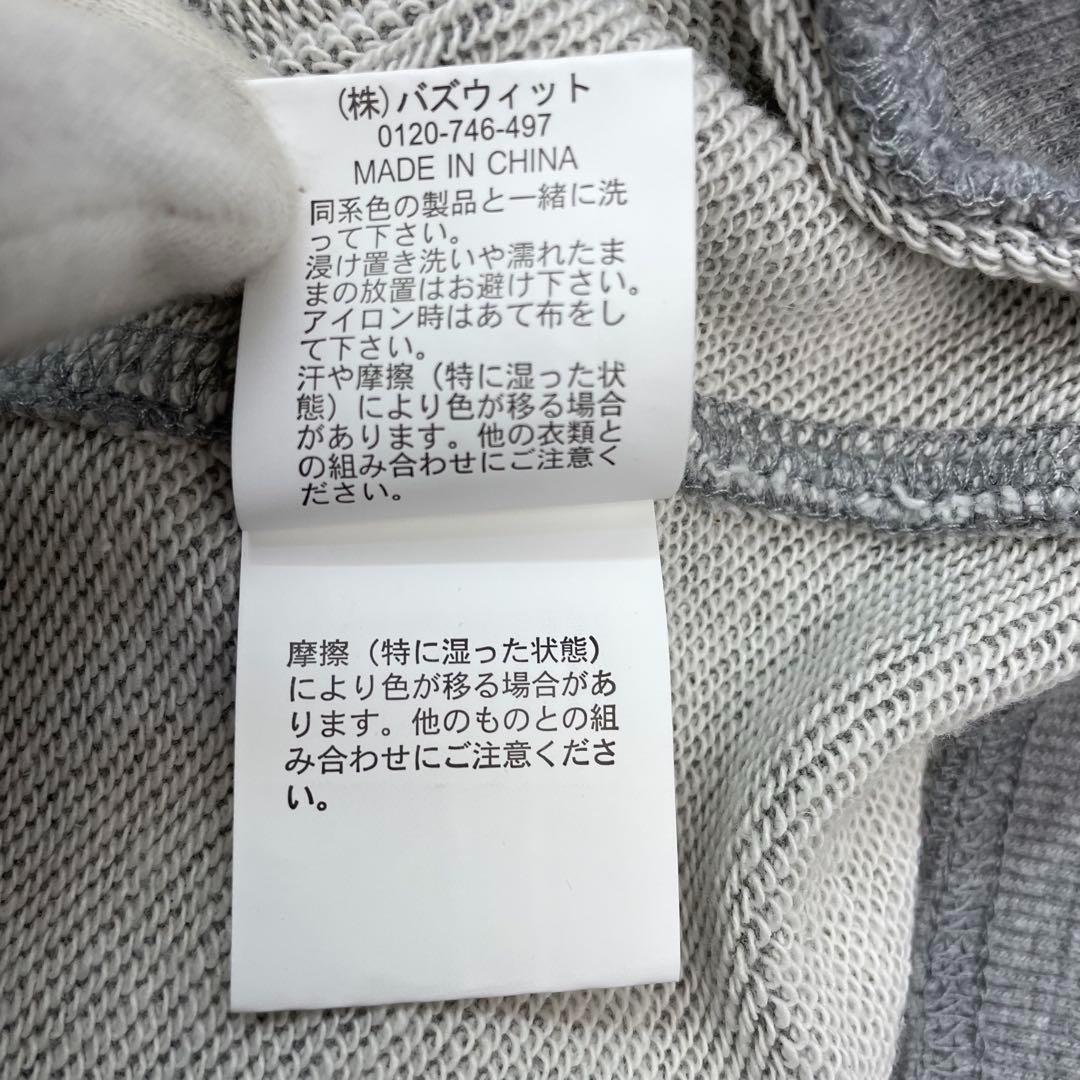 (株)バズウィット
0120-746-497
MADE IN CHINA
同系色の製品と一緒に洗
って下さい。
浸け置き洗いや濡れたま
まの放置はお避け下さい。
アイロン時はあて布をし
て下さい。
汗や摩擦（特に湿った状
態）により色が移る場合
があります。他の衣類と
の組み合わせにご注意く
ださい。
摩擦（特に湿った状態）
により色が移る場合があ
ります。他のものとの組
み合わせにご注意くださ
い。